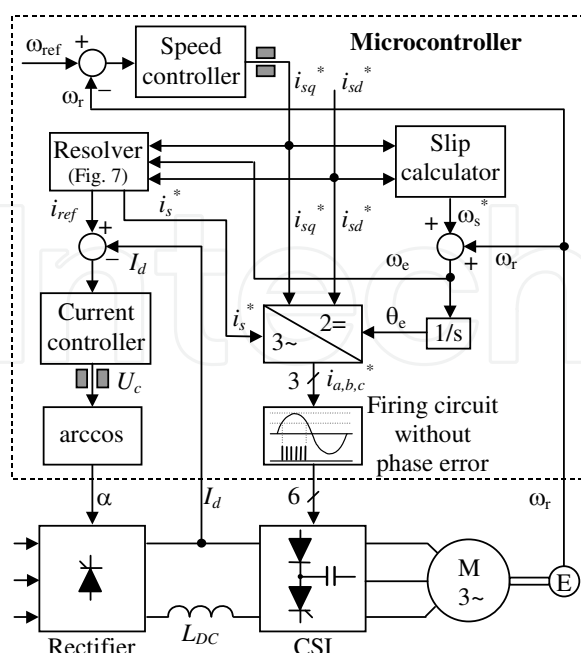 ω_ref + Speed controller Microcontroller
ω_r −
i_sq^* i_sd^*
Resolver
(Fig. 7)
Slip
calculator
i_ref i_s^* i_sq^* i_sd^* + ω_s^*
+
− I_d ω_e + ω_r
Current
controller
i_s^* 3~ 2= θ_e 1/s
U_c 3 i_a,b,c^*
arccos
Firing circuit
without
phase error
α I_d 6 ω_r
M
3~
E
L_DC
Rectifier CSI
Intech